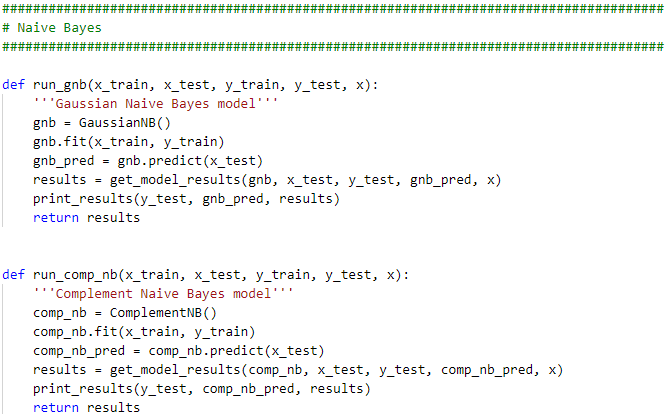 ######################################################################################
# Naive Bayes
######################################################################################

def run_gnb(x_train, x_test, y_train, y_test, x):
    '''Gaussian Naive Bayes model'''
    gnb = GaussianNB()
    gnb.fit(x_train, y_train)
    gnb_pred = gnb.predict(x_test)
    results = get_model_results(gnb, x_test, y_test, gnb_pred, x)
    print_results(y_test, gnb_pred, results)
    return results


def run_comp_nb(x_train, x_test, y_train, y_test, x):
    '''Complement Naive Bayes model'''
    comp_nb = ComplementNB()
    comp_nb.fit(x_train, y_train)
    comp_nb_pred = comp_nb.predict(x_test)
    results = get_model_results(comp_nb, x_test, y_test, comp_nb_pred, x)
    print_results(y_test, comp_nb_pred, results)
    return results